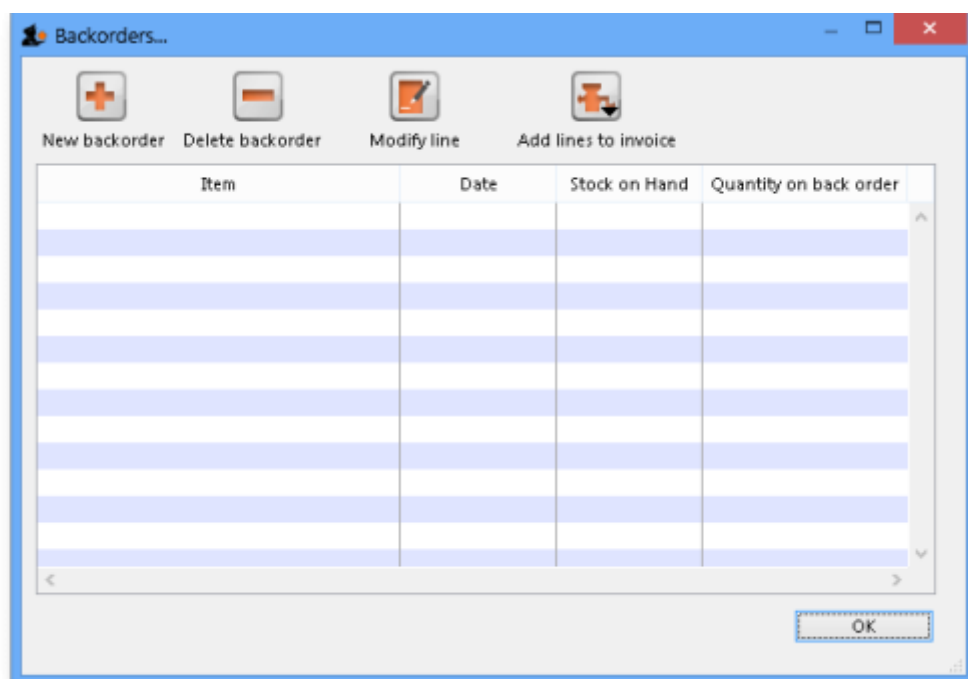 Backorders...
New backorder Delete backorder Modify line Add lines to invoice
Item Date Stock on Hand Quantity on back order
OK